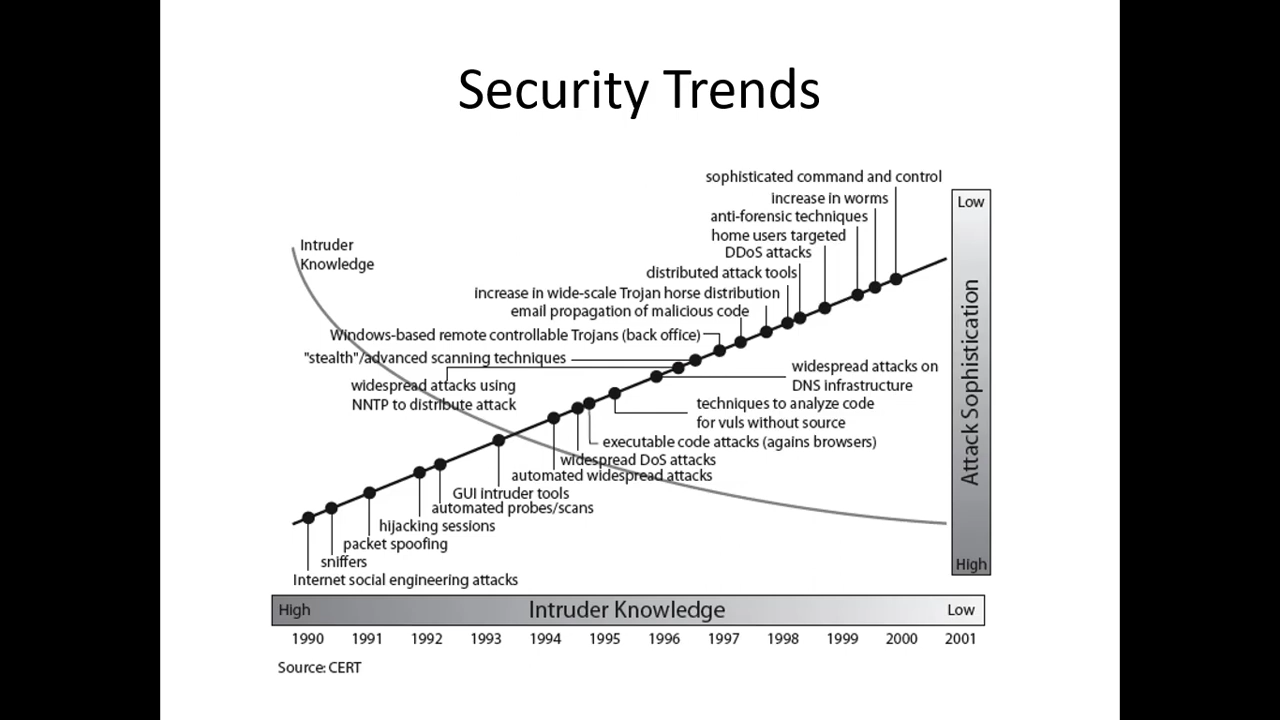 Security Trends
sophisticated command and control
increase in worms
anti-forensic techniques
home users targeted
DDoS attacks
distributed attack tools
increase in wide-scale Trojan horse distribution
email propagation of malicious code
Windows-based remote controllable Trojans (back office)
"stealth"/advanced scanning techniques
widespread attacks using
NNTP to distribute attack
Intruder
Knowledge
widespread attacks on
DNS infrastructure
techniques to analyze code
for vuls without source
executable code attacks (agains browsers)
widespread DoS attacks
automated widespread attacks
GUI intruder tools
automated probes/scans
hijacking sessions
packet spoofing
sniffers
Internet social engineering attacks
Low
Attack Sophistication
High
High Intruder Knowledge Low
1990 1991 1992 1993 1994 1995 1996 1997 1998 1999 2000 2001
Source: CERT